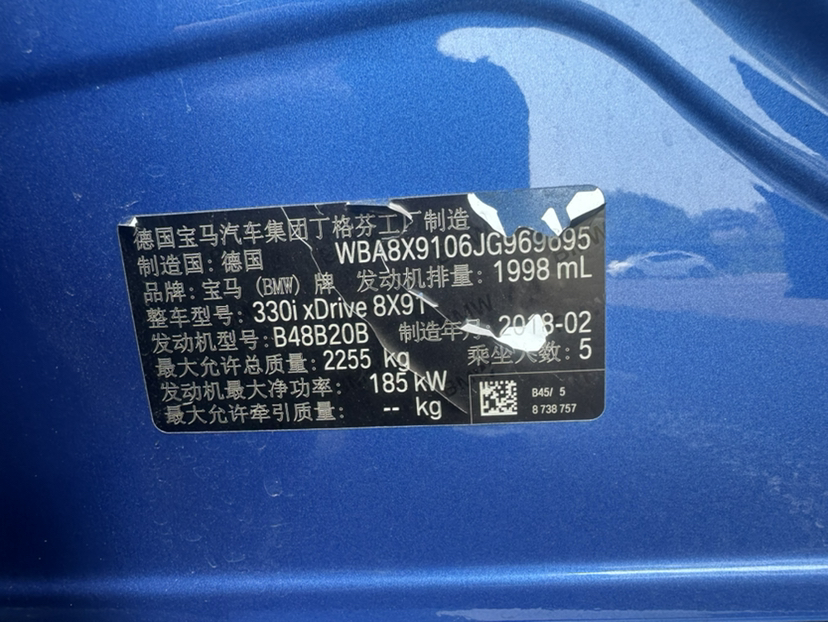 德国宝马汽车集团丁格芬工厂制造
制造国：德国 WBA8X9106JG969695
品牌：宝马 (BMW) 牌 发动机排量：1998 mL
整车型号：330i xDrive 8X91
发动机型号：B48B20B 制造年月 2018-02
最大允许总质量：2255 kg 乘坐人数：5
发动机最大净功率： 185 kW
最大允许牵引质量： -- kg
B45/ 5
8 738 757